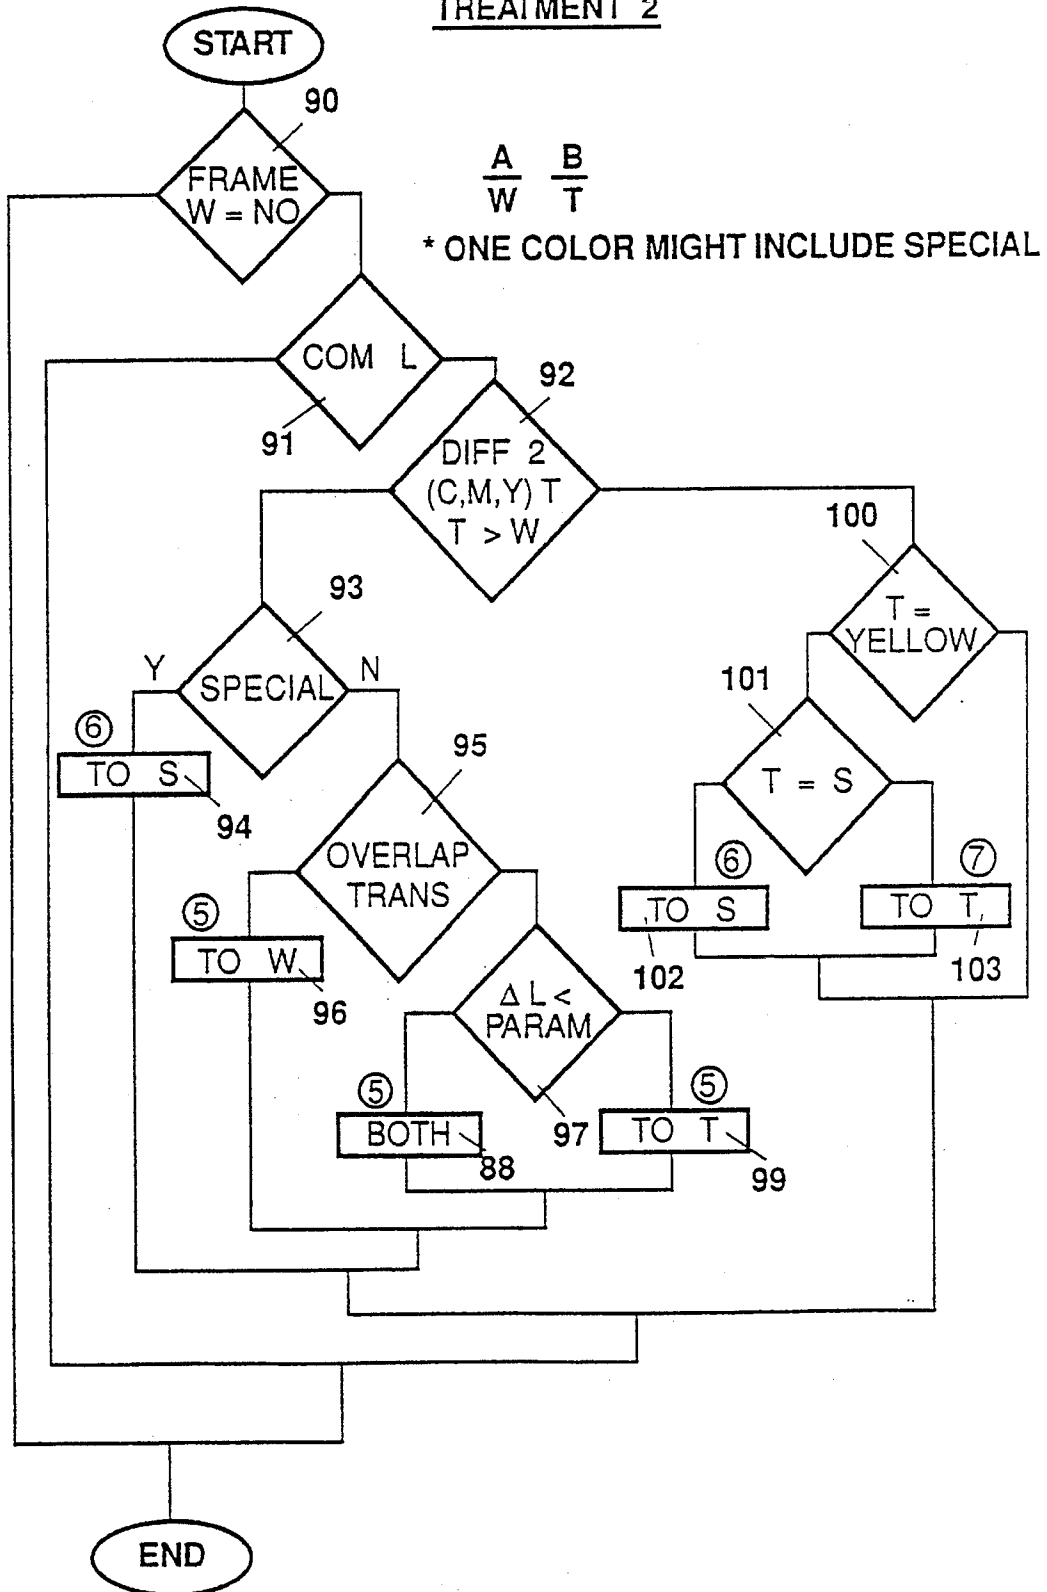 TREATMENT 2
START
90
FRAME
W = NO
A B
W T
* ONE COLOR MIGHT INCLUDE SPECIAL
COM L
91
92
DIFF 2
(C,M,Y) T
T > W
100
T =
YELLOW
93
Y
SPECIAL
N
101
T = S
6
TO S
94
95
OVERLAP
TRANS
6
TO S
102
7
TO T
103
5
TO W
96
Δ L <
PARAM
97
5
BOTH
88
5
TO T
99
END